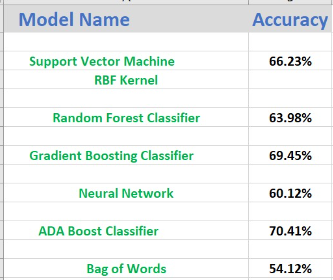 Model Name Accuracy
Support Vector Machine 66.23%
RBF Kernel
Random Forest Classifier 63.98%
Gradient Boosting Classifier 69.45%
Neural Network 60.12%
ADA Boost Classifier 70.41%
Bag of Words 54.12%